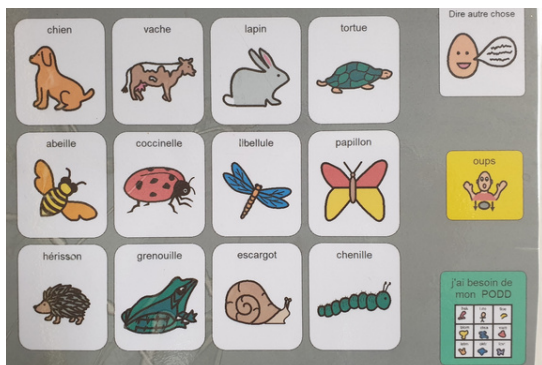 chien
vache
lapin
tortue
Dire autre chose
abeille
coccinelle
libellule
papillon
oups
hérisson
grenouille
escargot
chenille
j'ai besoin de
mon PODD